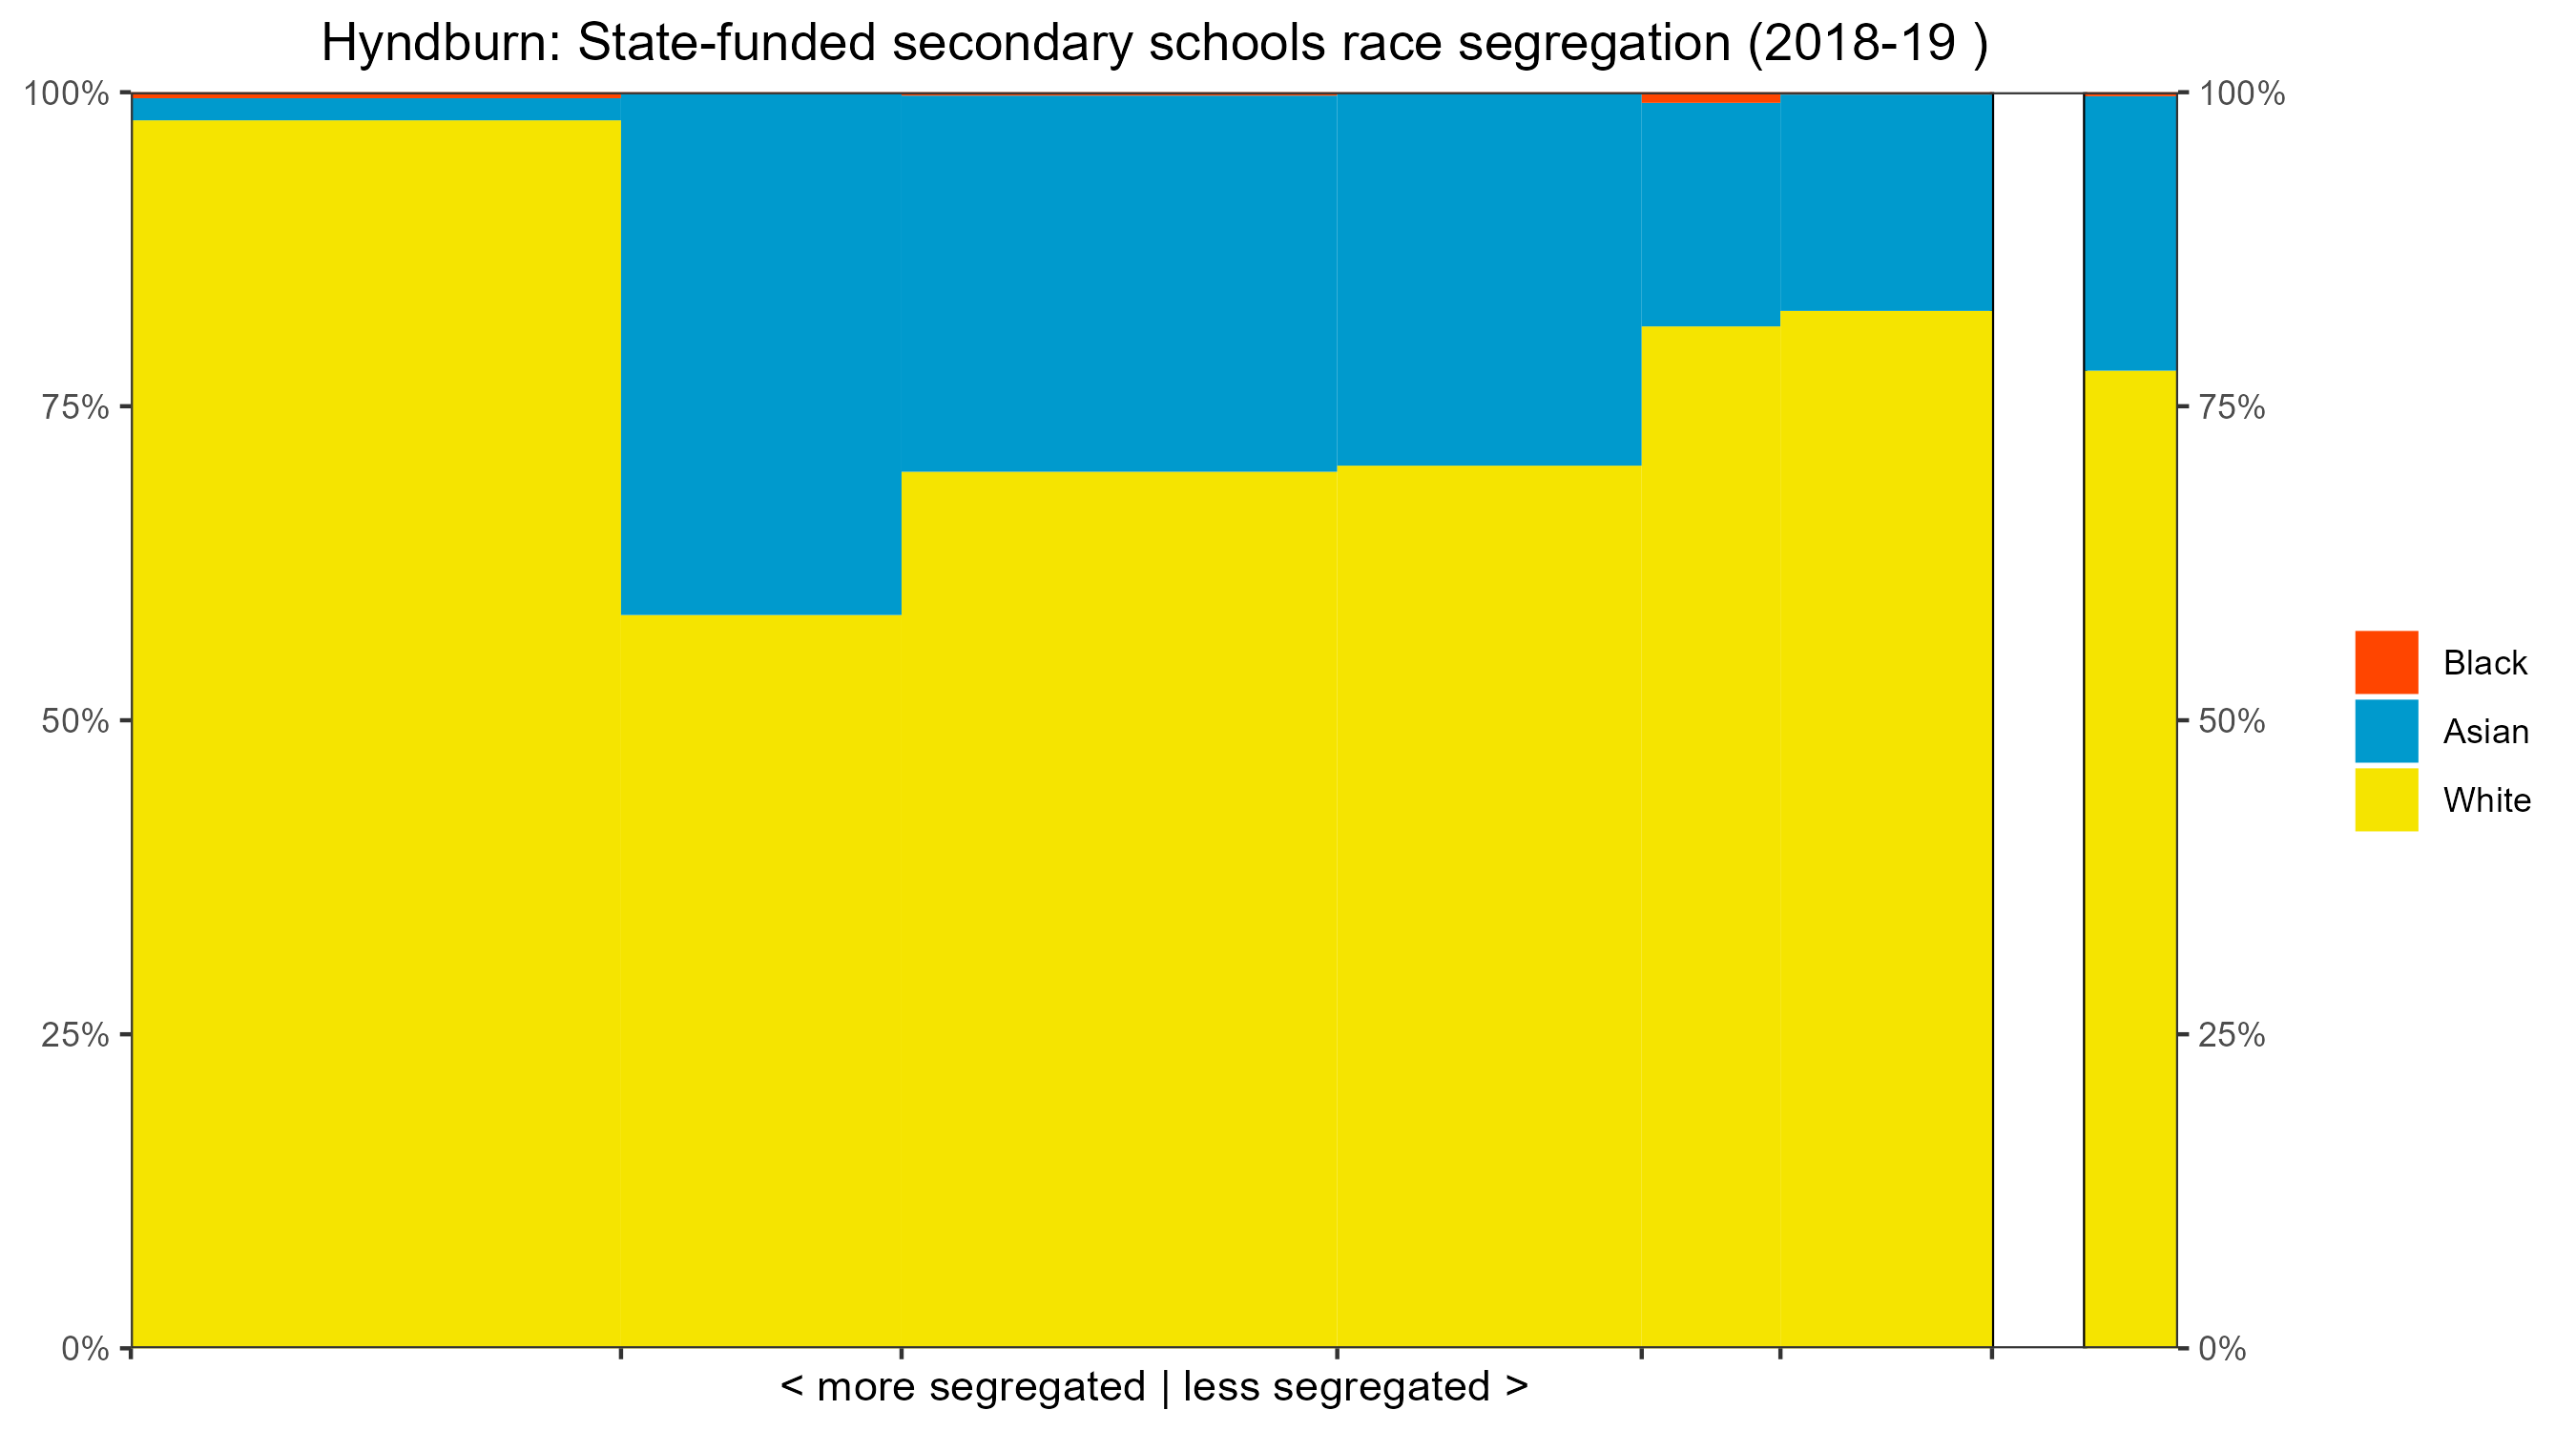 Hyndburn: State-funded secondary schools race segregation (2018-19 )
100%
75%
50%
25%
0%
100%
75%
50%
25%
0%
Black
Asian
White
< more segregated | less segregated >